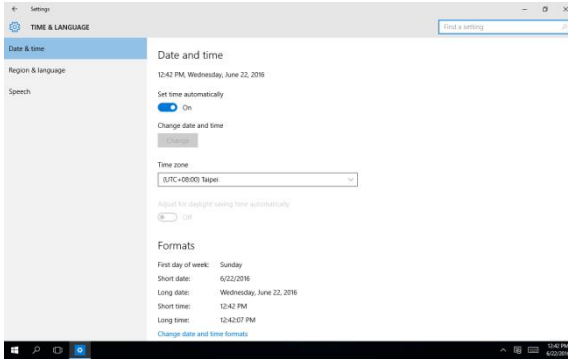 Settings
TIME & LANGUAGE
Find a setting
Date & time
Region & language
Speech
Date and time
12:42 PM, Wednesday, June 22, 2016
Set time automatically
On
Change date and time
Change
Time zone
(UTC+08:00) Taipei
Adjust for daylight saving time automatically
Off
Formats
First day of week: Sunday
Short date: 6/22/2016
Long date: Wednesday, June 22, 2016
Short time: 12:42 PM
Long time: 12:42:07 PM
Change date and time formats
12:42 PM
6/22/2016